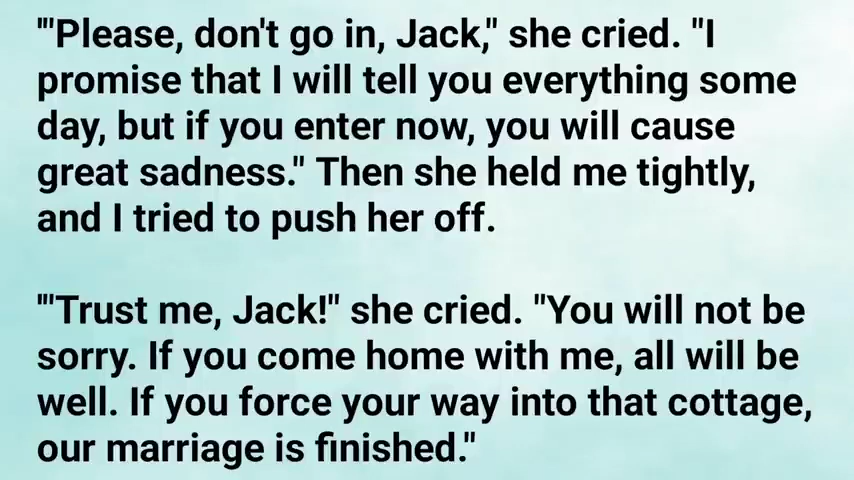 "'Please, don't go in, Jack," she cried. "I
promise that I will tell you everything some
day, but if you enter now, you will cause
great sadness." Then she held me tightly,
and I tried to push her off.
"'Trust me, Jack!" she cried. "You will not be
sorry. If you come home with me, all will be
well. If you force your way into that cottage,
our marriage is finished."